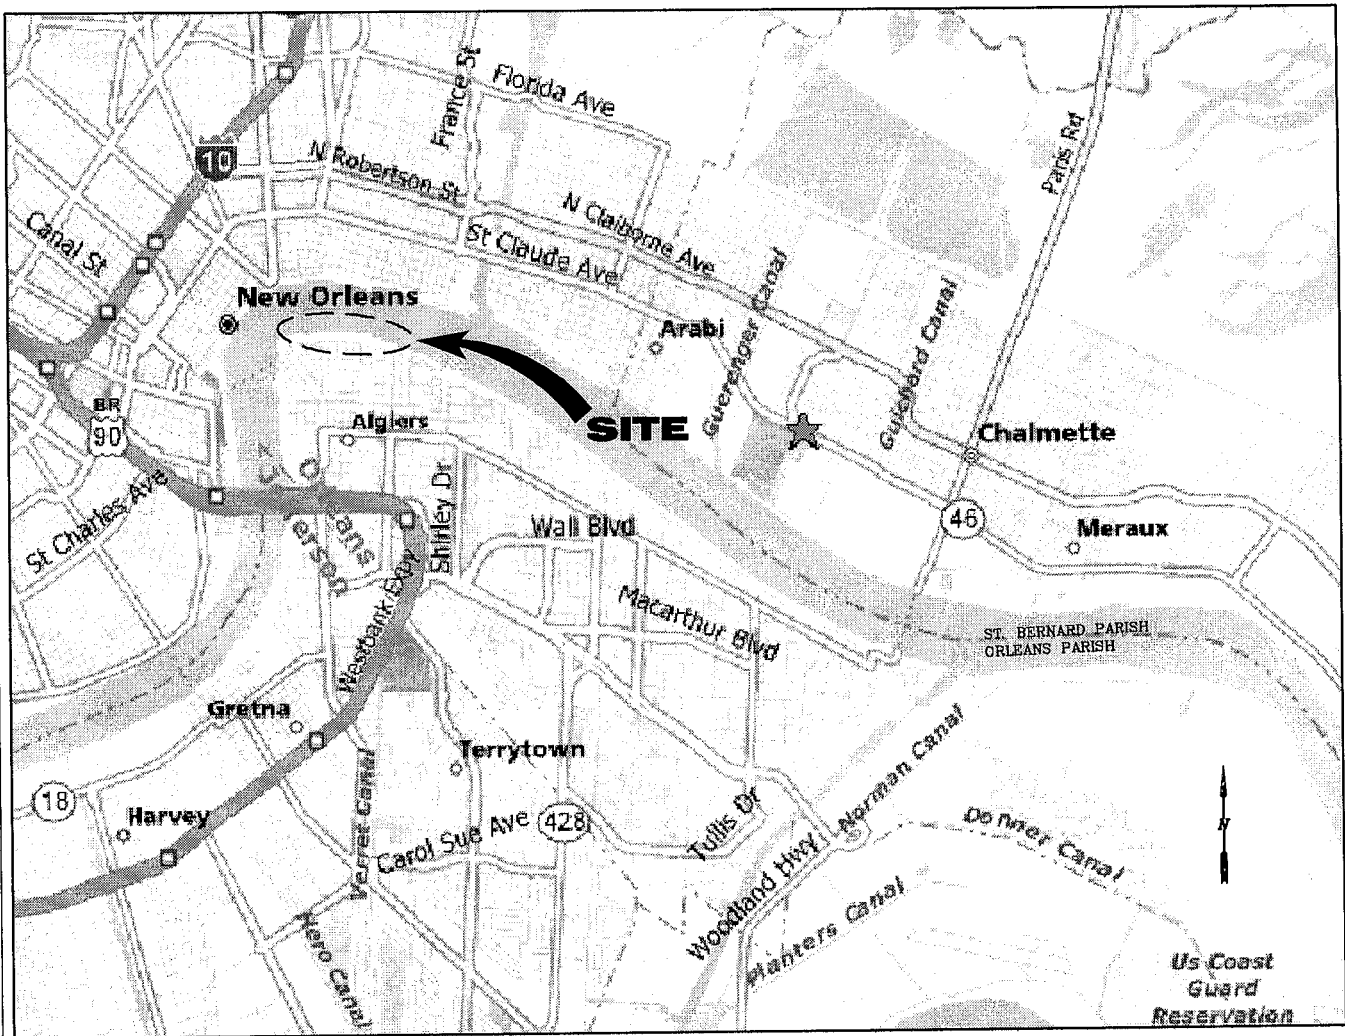 Florida Ave
France St
Paris Rd
10
N Robertson St
N Claiborne Ave
Canal St
St Claude Ave
New Orleans
Arabi
Guerenger Canal
Guichard Canal
BR
90
Algiers
SITE
Chalmette
St Charles Ave
Shirley Dr
Wall Blvd
46
Meraux
Westbank Expy
Macarthur Blvd
ST. BERNARD PARISH
ORLEANS PARISH
Gretna
Terrytown
Norman Canal
18
Harvey
Verret Canal
Carol Sue Ave
428
Tullis Dr
Woodland Hwy
Donner Canal
N
Planters Canal
Hero Canal
Us Coast
Guard
Reservation